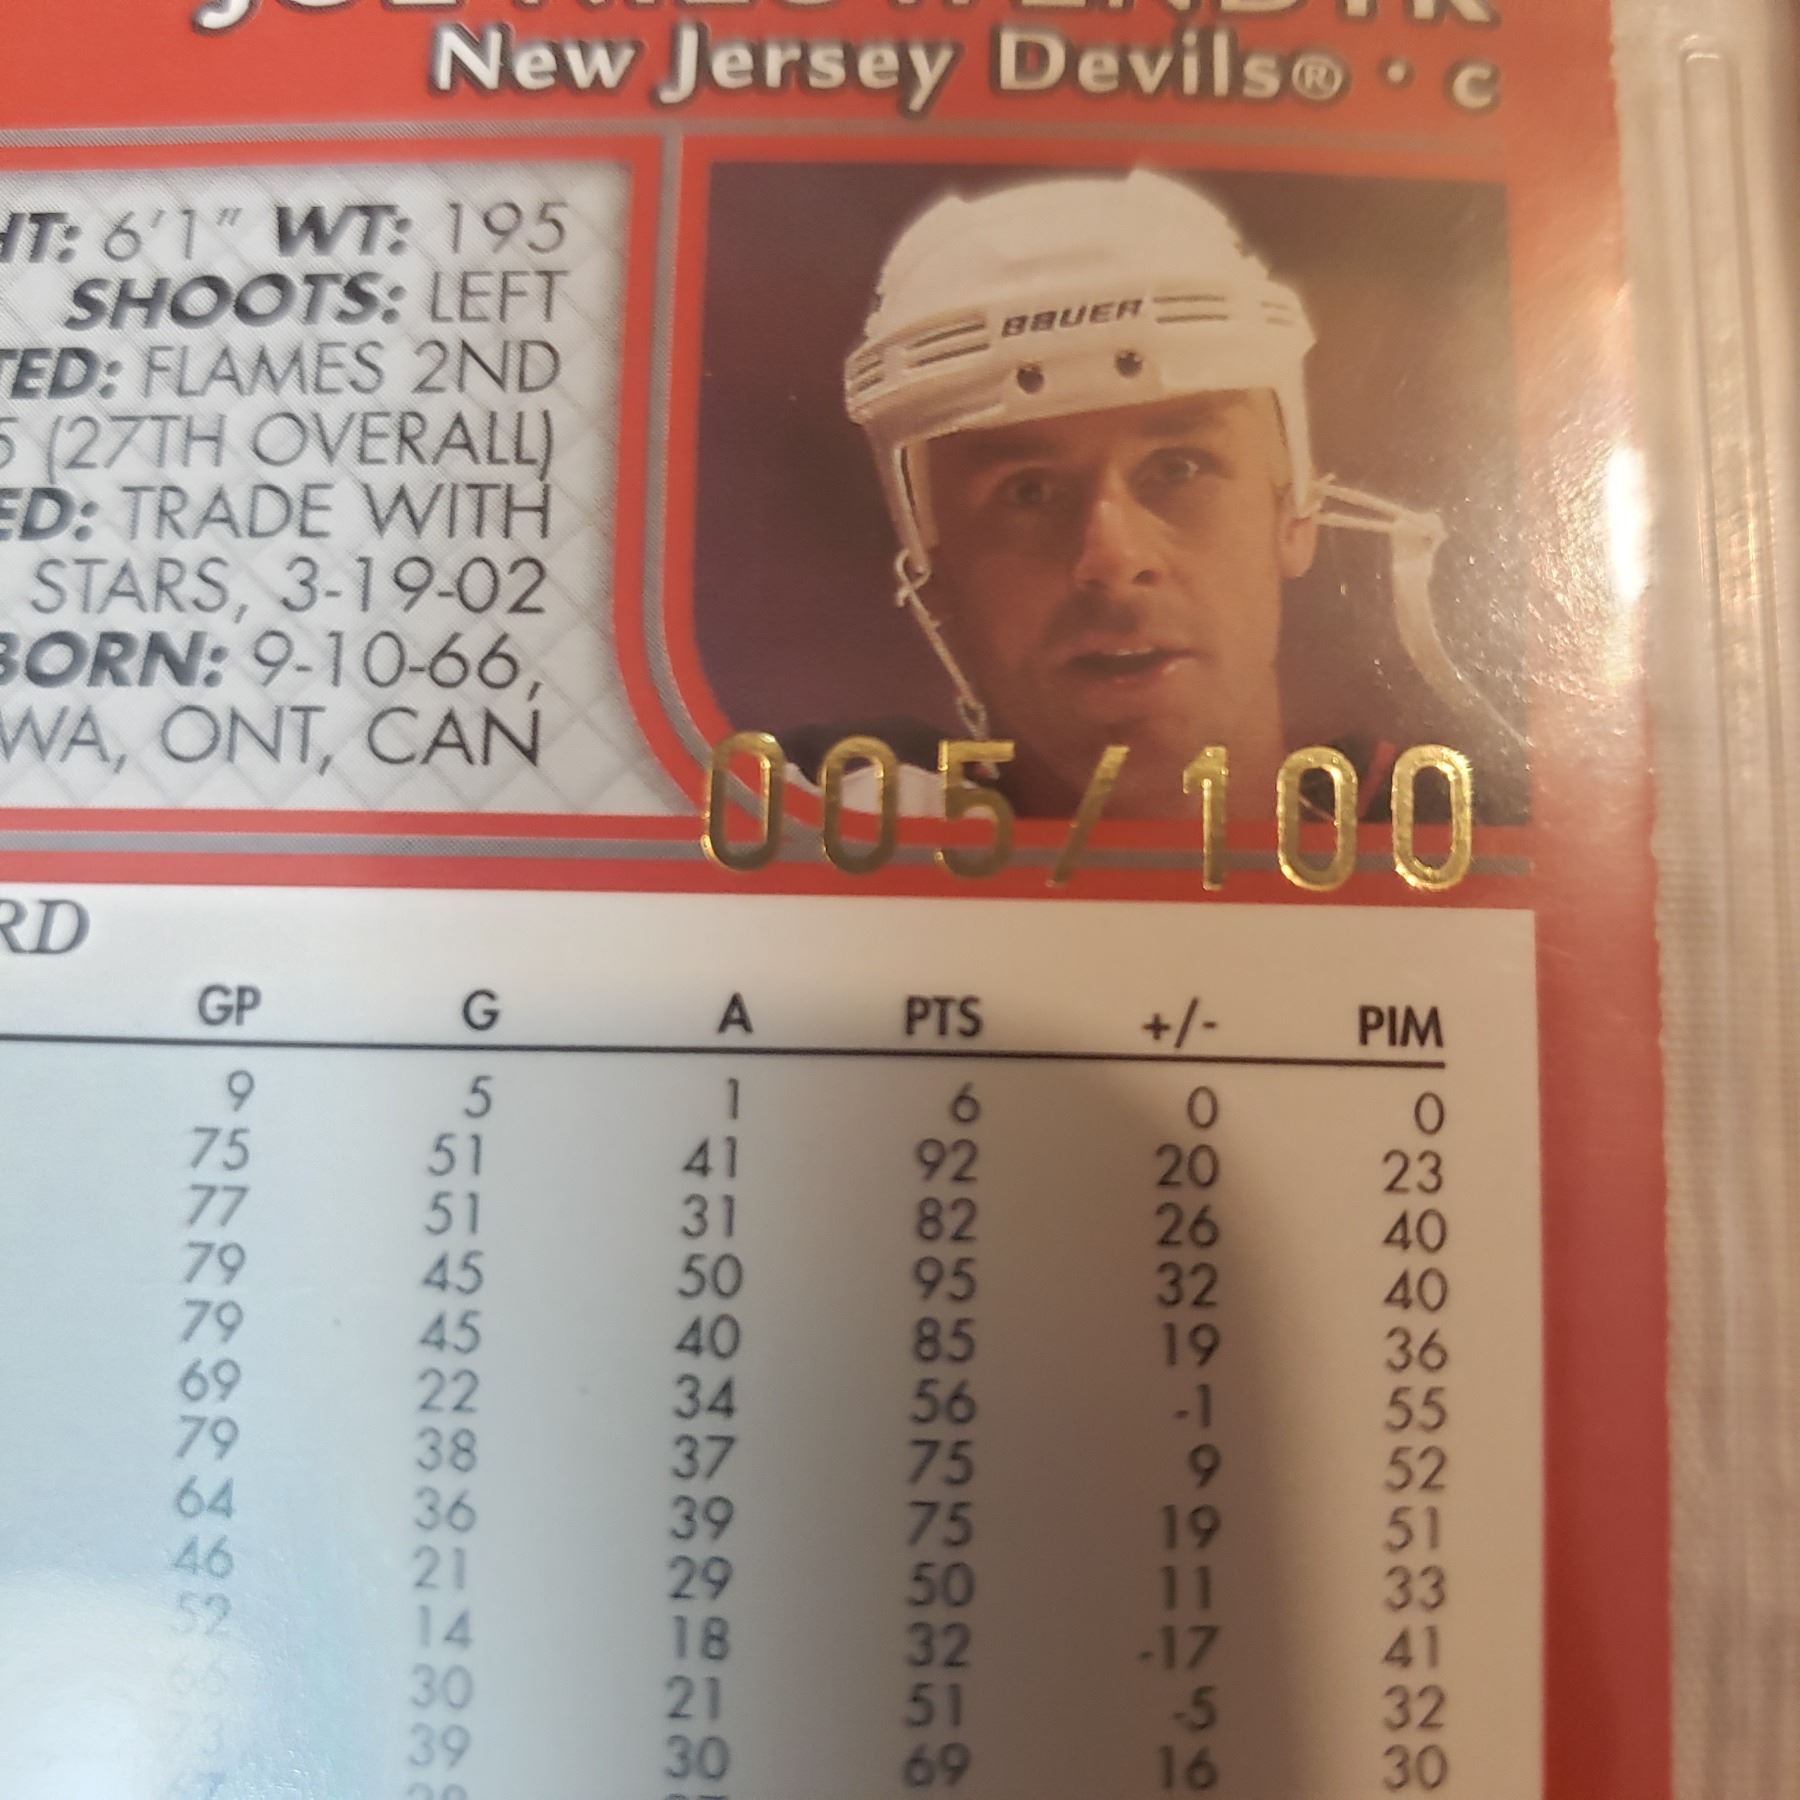 JOE NIEUWENDYK
New Jersey Devils® • C
HT: 6'1" WT: 195
SHOOTS: LEFT
TED: FLAMES 2ND
5 (27TH OVERALL)
ED: TRADE WITH
STARS, 3-19-02
BORN: 9-10-66,
WA, ONT, CAN
BAUER
005/100
RD
GP G A PTS +/- PIM
9 5 1 6 0 0
75 51 41 92 20 23
77 51 31 82 26 40
79 45 50 95 32 40
79 45 40 85 19 36
69 22 34 56 -1 55
79 38 37 75 9 52
64 36 39 75 19 51
46 21 29 50 11 33
52 14 18 32 -17 41
66 30 21 51 -5 32
73 39 30 69 16 30